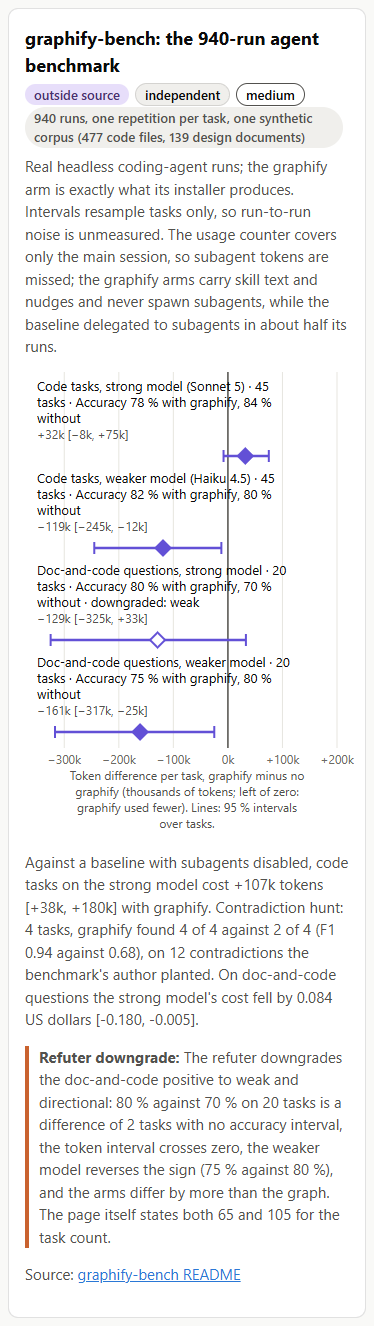 graphify-bench: the 940-run agent
benchmark
outside source independent medium
940 runs, one repetition per task, one synthetic
corpus (477 code files, 139 design documents)
Real headless coding-agent runs; the graphify
arm is exactly what its installer produces.
Intervals resample tasks only, so run-to-run
noise is unmeasured. The usage counter covers
only the main session, so subagent tokens are
missed; the graphify arms carry skill text and
nudges and never spawn subagents, while the
baseline delegated to subagents in about half its
runs.
Code tasks, strong model (Sonnet 5) · 45
tasks · Accuracy 78 % with graphify, 84 %
without
+32k [−8k, +75k]
Code tasks, weaker model (Haiku 4.5) · 45
tasks · Accuracy 82 % with graphify, 80 %
without
−119k [−245k, −12k]
Doc-and-code questions, strong model · 20
tasks · Accuracy 80 % with graphify, 70 %
without · downgraded: weak
−129k [−325k, +33k]
Doc-and-code questions, weaker model · 20
tasks · Accuracy 75 % with graphify, 80 %
without
−161k [−317k, −25k]
−300k −200k −100k 0k +100k +200k
Token difference per task, graphify minus no
graphify (thousands of tokens; left of zero:
graphify used fewer). Lines: 95 % intervals
over tasks.
Against a baseline with subagents disabled, code
tasks on the strong model cost +107k tokens
[+38k, +180k] with graphify. Contradiction hunt:
4 tasks, graphify found 4 of 4 against 2 of 4 (F1
0.94 against 0.68), on 12 contradictions the
benchmark's author planted. On doc-and-code
questions the strong model's cost fell by 0.084
US dollars [-0.180, -0.005].
Refuter downgrade: The refuter downgrades
the doc-and-code positive to weak and
directional: 80 % against 70 % on 20 tasks is a
difference of 2 tasks with no accuracy interval,
the token interval crosses zero, the weaker
model reverses the sign (75 % against 80 %),
and the arms differ by more than the graph.
The page itself states both 65 and 105 for the
task count.
Source: graphify-bench README